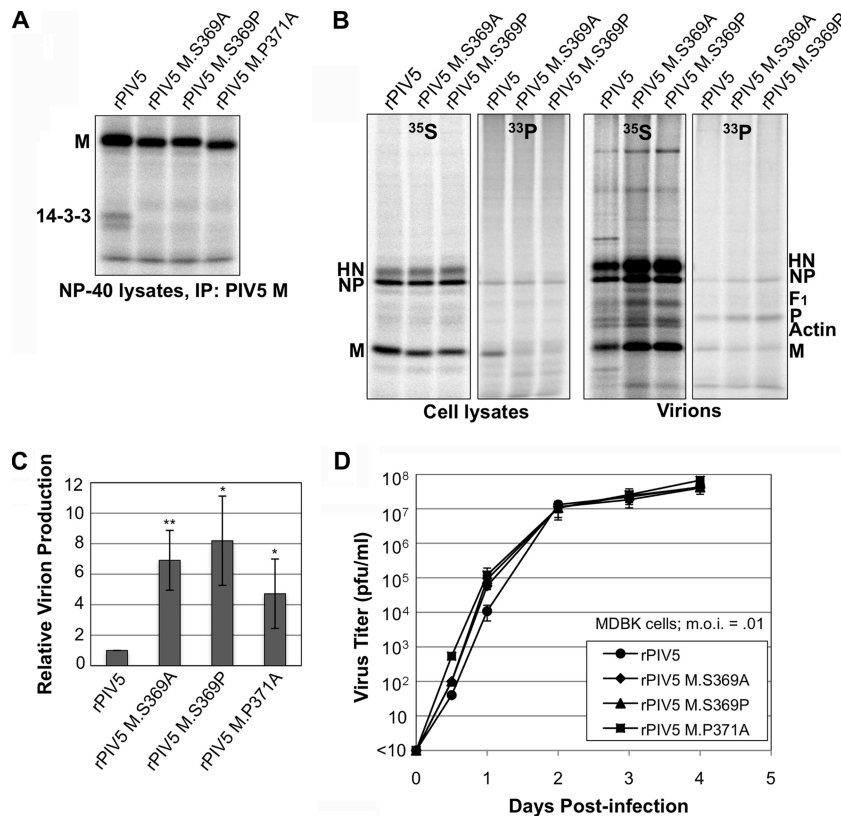 A
rPIV5
rPIV5 M.S369A
rPIV5 M.S369P
rPIV5 M.P371A
M
14-3-3
NP-40 lysates, IP: PIV5 M
B
rPIV5
rPIV5 M.S369A
rPIV5 M.S369P
rPIV5
rPIV5 M.S369A
rPIV5 M.S369P
rPIV5
rPIV5 M.S369A
rPIV5 M.S369P
rPIV5
rPIV5 M.S369A
rPIV5 M.S369P
35S
33P
35S
33P
HN
NP
M
HN
NP
F1
P
Actin
M
Cell lysates
Virions
C
Relative Virion Production
12
10
8
6
4
2
0
**
*
*
rPIV5
rPIV5 M.S369A
rPIV5 M.S369P
rPIV5 M.P371A
D
Virus Titer (pfu/ml)
10^8
10^7
10^6
10^5
10^4
10^3
10^2
10
<10
MDBK cells; m.o.i. = .01
rPIV5
rPIV5 M.S369A
rPIV5 M.S369P
rPIV5 M.P371A
0 1 2 3 4 5
Days Post-infection